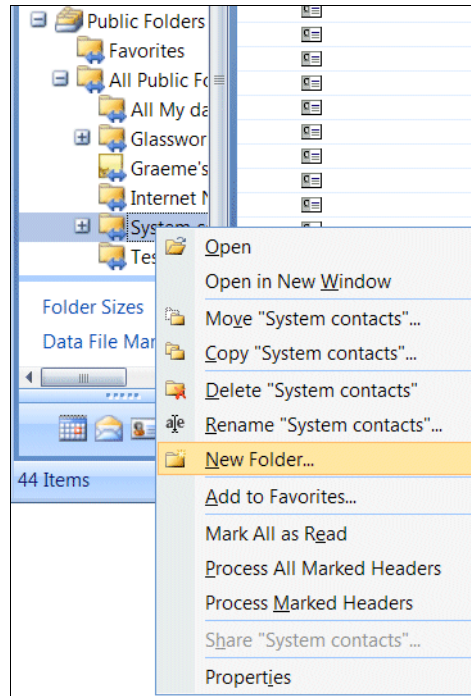 Public Folders
Favorites
All Public Fo
All My da
Glasswor
Graeme's
Internet N
System c
Tes
Folder Sizes
Data File Mar
44 Items
Open
Open in New Window
Move "System contacts"...
Copy "System contacts"...
Delete "System contacts"
Rename "System contacts"...
New Folder...
Add to Favorites...
Mark All as Read
Process All Marked Headers
Process Marked Headers
Share "System contacts"...
Properties